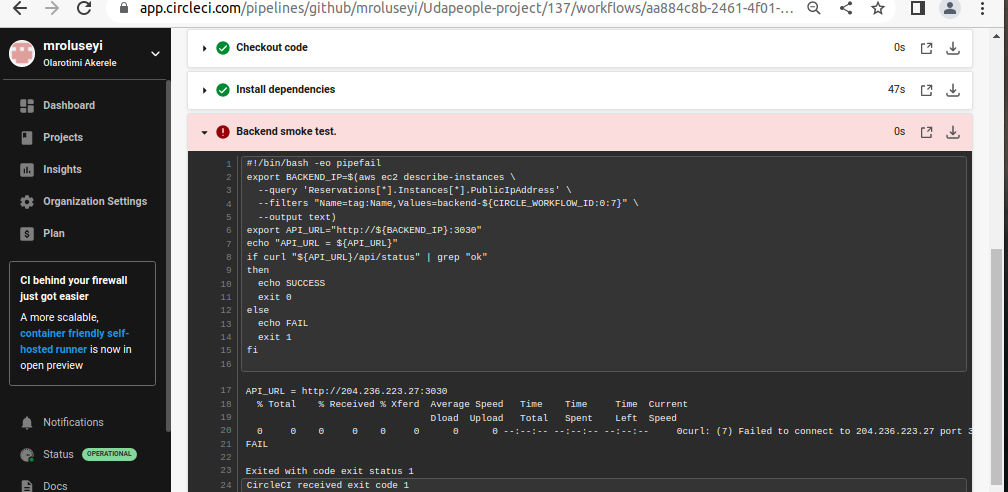 app.circleci.com/pipelines/github/mroluseyi/Udapeople-project/137/workflows/aa884c8b-2461-4f01-...
mroluseyi
Olarotimi Akerele
Dashboard
Projects
Insights
Organization Settings
Plan
CI behind your firewall
just got easier
A more scalable,
container friendly self-
hosted runner is now in
open preview
Notifications
Status OPERATIONAL
Docs
Checkout code 0s
Install dependencies 47s
Backend smoke test. 0s
1 #!/bin/bash -eo pipefail
2 export BACKEND_IP=$(aws ec2 describe-instances \
3 --query 'Reservations[*].Instances[*].PublicIpAddress' \
4 --filters "Name=tag:Name,Values=backend-${CIRCLE_WORKFLOW_ID:0:7}" \
5 --output text)
6 export API_URL="http://${BACKEND_IP}:3030"
7 echo "API_URL = ${API_URL}"
8 if curl "${API_URL}/api/status" | grep "ok"
9 then
10 echo SUCCESS
11 exit 0
12 else
13 echo FAIL
14 exit 1
15 fi
16
17 API_URL = http://204.236.223.27:3030
18 % Total % Received % Xferd Average Speed Time Time Time Current
19 Dload Upload Total Spent Left Speed
20 0 0 0 0 0 0 0 0 --:--:-- --:--:-- --:--:-- 0curl: (7) Failed to connect to 204.236.223.27 port 3
21 FAIL
22
23 Exited with code exit status 1
24 CircleCI received exit code 1